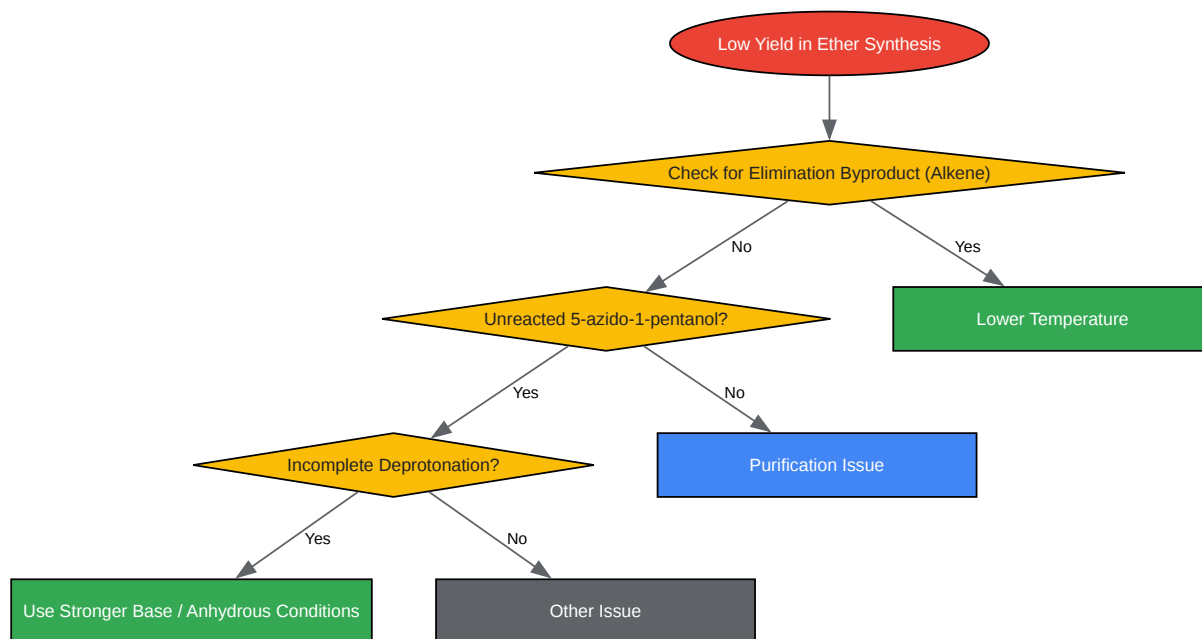 Low Yield in Ether Synthesis
Check for Elimination Byproduct (Alkene)
No
Yes
Unreacted 5-azido-1-pentanol?
Lower Temperature
Yes
No
Incomplete Deprotonation?
Purification Issue
Yes
No
Use Stronger Base / Anhydrous Conditions
Other Issue